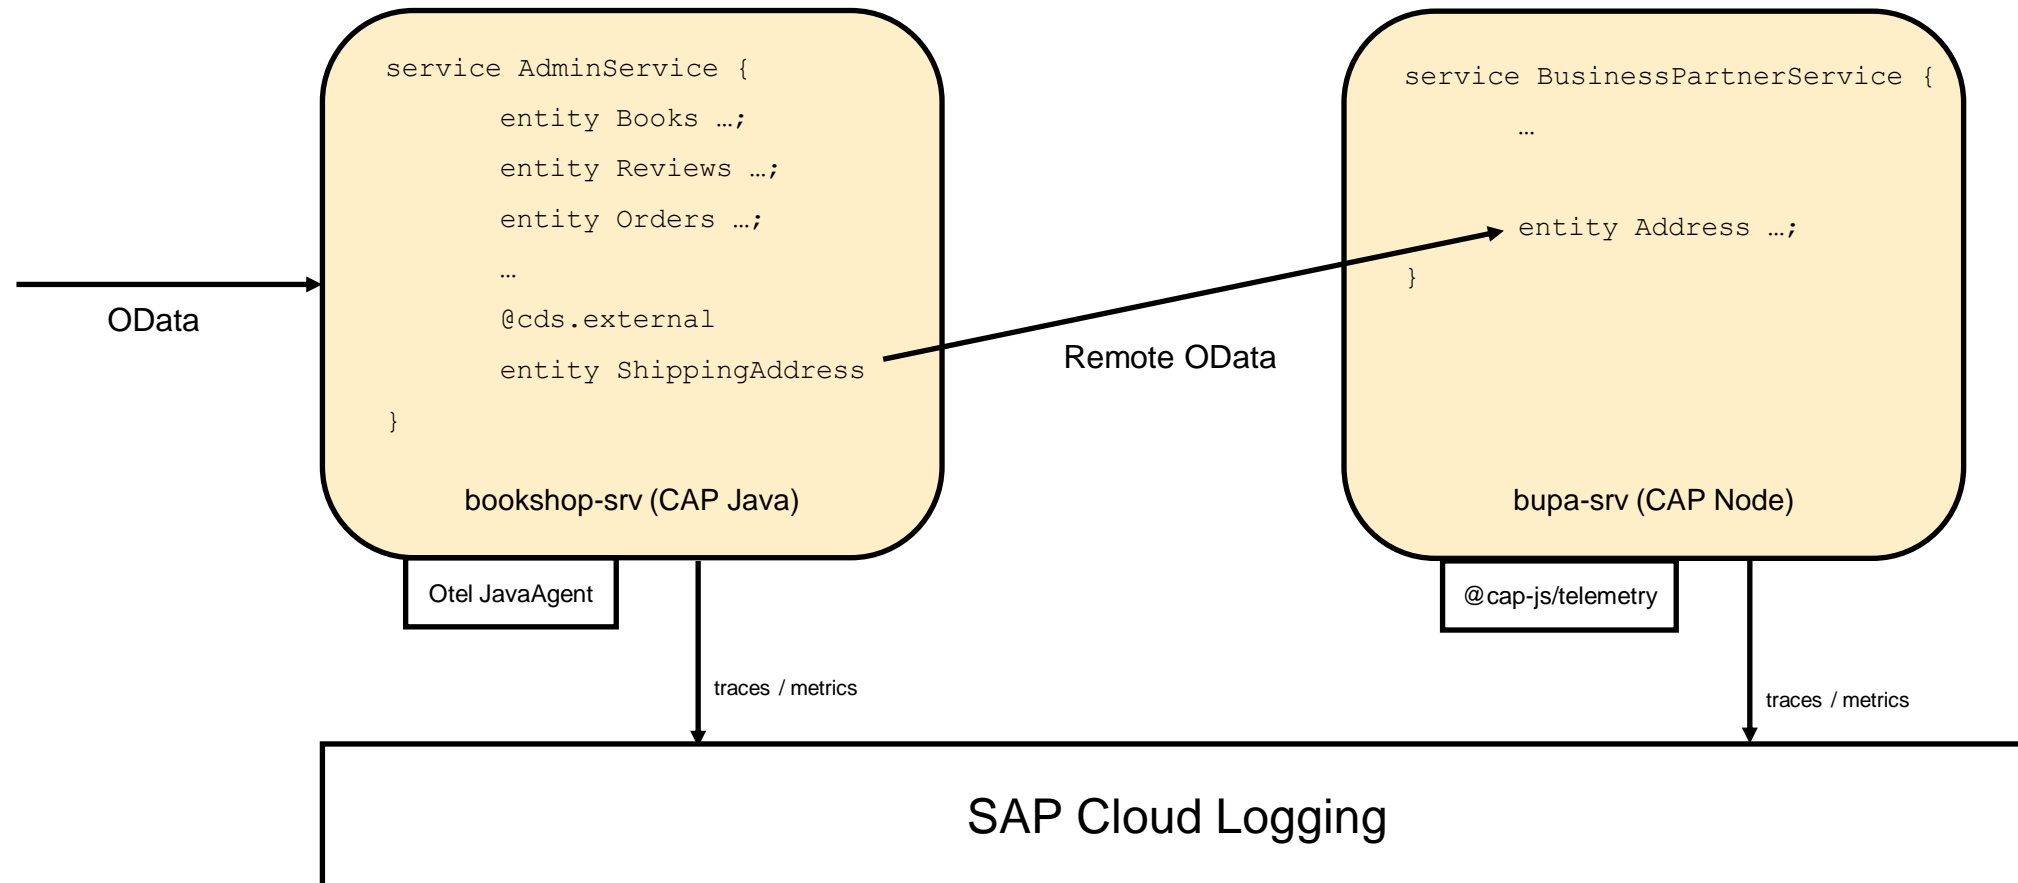 service AdminService {
entity Books …;
entity Reviews …;
entity Orders …;
…
@cds.external
entity ShippingAddress
}
bookshop-srv (CAP Java)
service BusinessPartnerService {
…
entity Address …;
}
bupa-srv (CAP Node)
OData
Remote OData
Otel JavaAgent
@cap-js/telemetry
traces / metrics
traces / metrics
SAP Cloud Logging